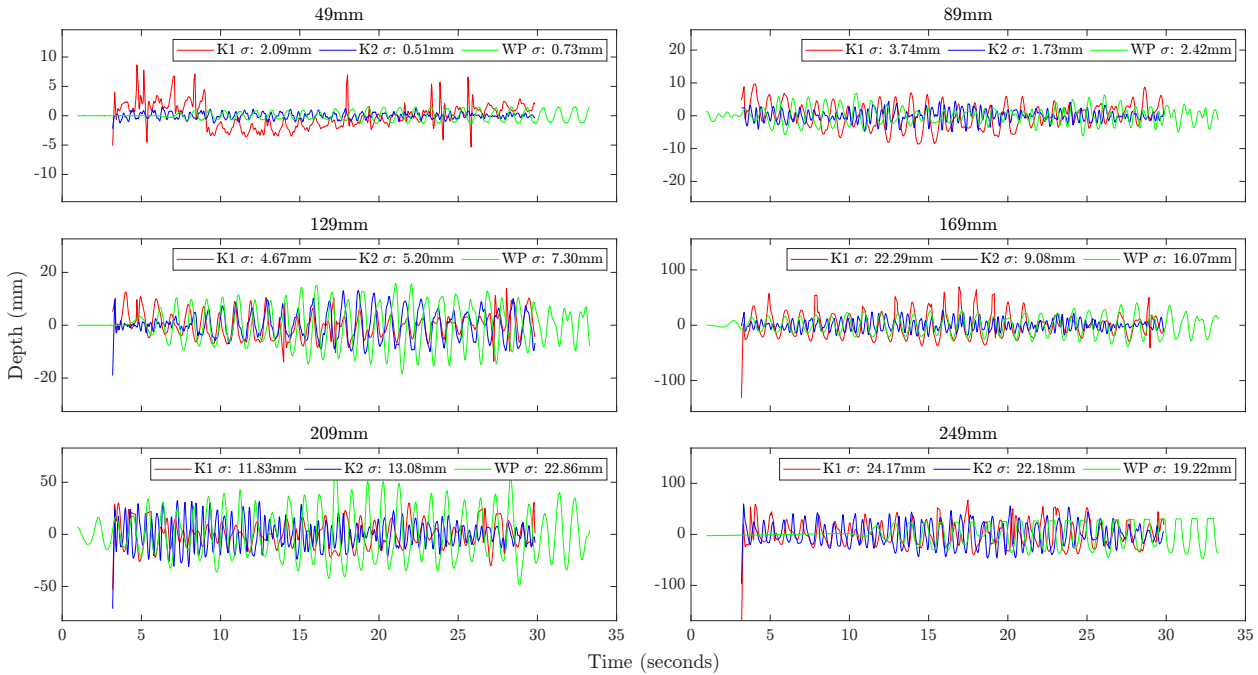 49mm
K1 σ: 2.09mm K2 σ: 0.51mm WP σ: 0.73mm
10
5
0
-5
-10
89mm
K1 σ: 3.74mm K2 σ: 1.73mm WP σ: 2.42mm
20
10
0
-10
-20
129mm
K1 σ: 4.67mm K2 σ: 5.20mm WP σ: 7.30mm
20
0
-20
169mm
K1 σ: 22.29mm K2 σ: 9.08mm WP σ: 16.07mm
100
0
-100
209mm
K1 σ: 11.83mm K2 σ: 13.08mm WP σ: 22.86mm
50
0
-50
0 5 10 15 20 25 30 35
249mm
K1 σ: 24.17mm K2 σ: 22.18mm WP σ: 19.22mm
100
0
-100
0 5 10 15 20 25 30 35
Depth (mm)
Time (seconds)